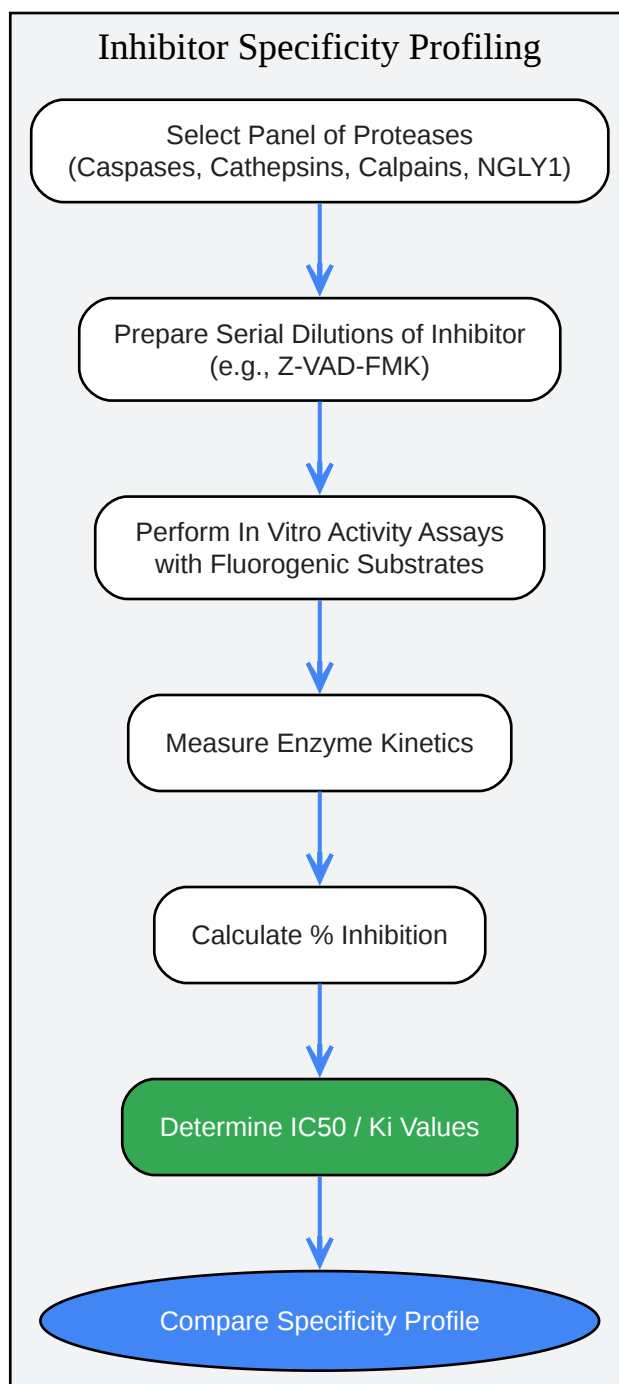 Inhibitor Specificity Profiling
Select Panel of Proteases
(Caspases, Cathepsins, Calpains, NGLY1)
Prepare Serial Dilutions of Inhibitor
(e.g., Z-VAD-FMK)
Perform In Vitro Activity Assays
with Fluorogenic Substrates
Measure Enzyme Kinetics
Calculate % Inhibition
Determine IC50 / Ki Values
Compare Specificity Profile